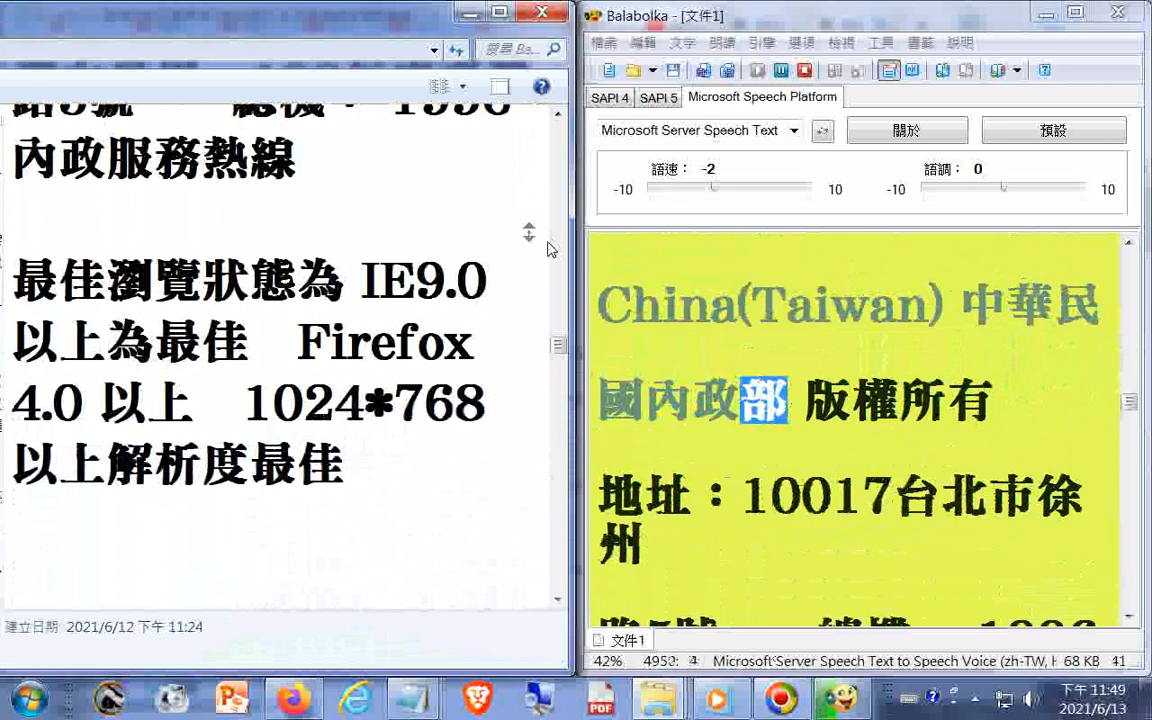 搜尋 Ba...
內政服務熱線
最佳瀏覽狀態為 IE9.0
以上為最佳 Firefox
4.0 以上 1024*768
以上解析度最佳
建立日期 2021/6/12 下午 11:24
Balabolka - [文件1]
檔案 編輯 文字 朗讀 引擎 選項 檢視 工具 書籤 說明
SAPI 4 SAPI 5 Microsoft Speech Platform
Microsoft Server Speech Text 關於 預設
語速： -2 語調： 0
-10 10 -10 10
China(Taiwan) 中華民
國內政部 版權所有
地址：10017台北市徐
州
文件1
42% Microsoft Server Speech Text to Speech Voice (zh-TW, H 68 KB 41
PDF
下午 11:49
2021/6/13